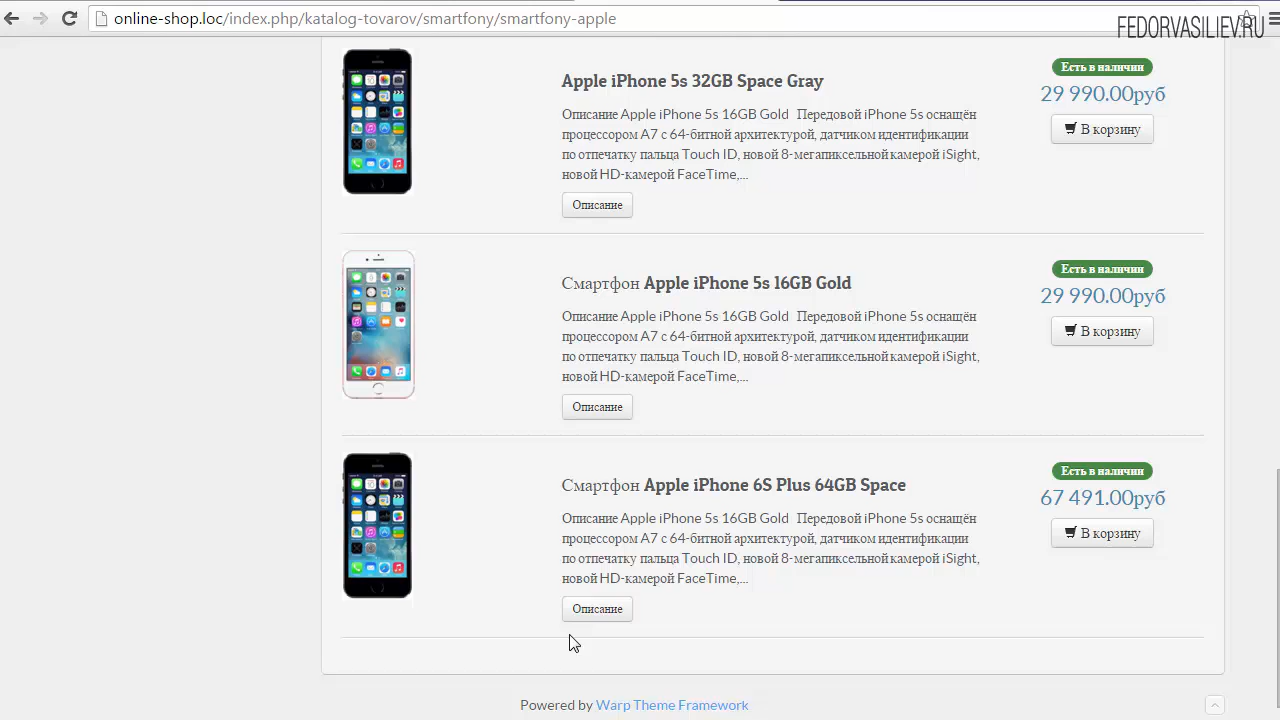 online-shop.loc/index.php/katalog-tovarov/smartfony/smartfony-apple
FEDORVASILIEV.RU
Apple iPhone 5s 32GB Space Gray
Описание Apple iPhone 5s 16GB Gold Передовой iPhone 5s оснащён
процессором A7 с 64-битной архитектурой, датчиком идентификации
по отпечатку пальца Touch ID, новой 8-мегапиксельной камерой iSight,
новой HD-камерой FaceTime,...
Описание
Есть в наличии
29 990.00руб
В корзину
Смартфон Apple iPhone 5s 16GB Gold
Описание Apple iPhone 5s 16GB Gold Передовой iPhone 5s оснащён
процессором A7 с 64-битной архитектурой, датчиком идентификации
по отпечатку пальца Touch ID, новой 8-мегапиксельной камерой iSight,
новой HD-камерой FaceTime,...
Описание
Есть в наличии
29 990.00руб
В корзину
Смартфон Apple iPhone 6S Plus 64GB Space
Описание Apple iPhone 5s 16GB Gold Передовой iPhone 5s оснащён
процессором A7 с 64-битной архитектурой, датчиком идентификации
по отпечатку пальца Touch ID, новой 8-мегапиксельной камерой iSight,
новой HD-камерой FaceTime,...
Описание
Есть в наличии
67 491.00руб
В корзину
Powered by Warp Theme Framework